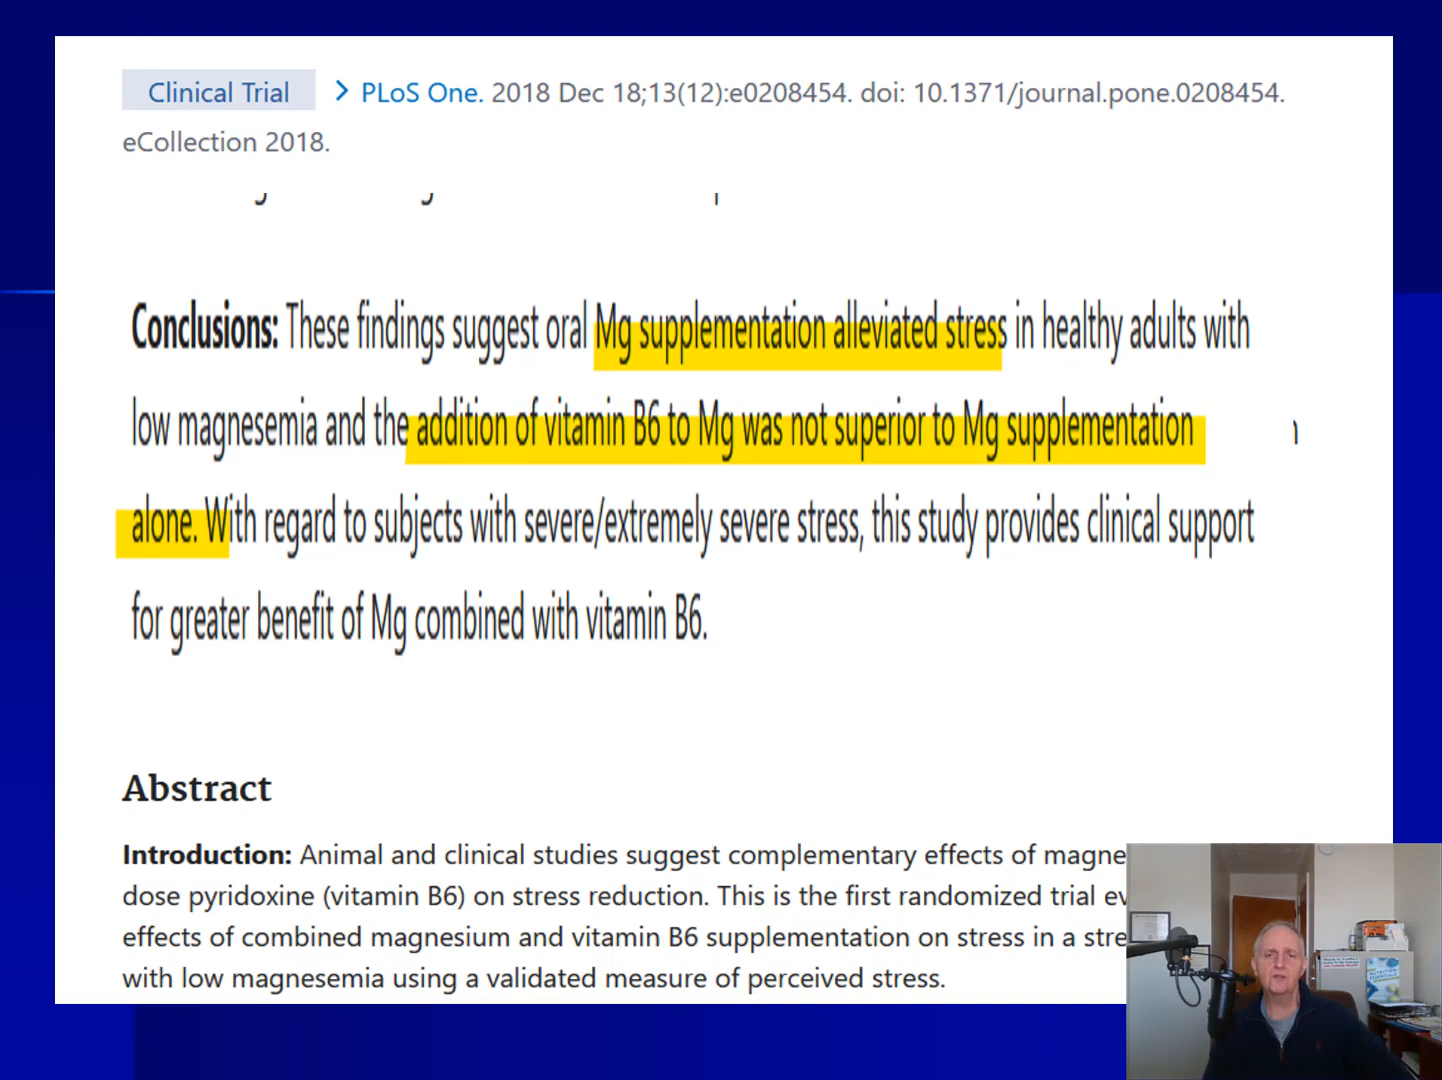 Clinical Trial > PLoS One. 2018 Dec 18;13(12):e0208454. doi: 10.1371/journal.pone.0208454.
eCollection 2018.
Conclusions: These findings suggest oral Mg supplementation alleviated stress in healthy adults with
low magnesemia and the addition of vitamin B6 to Mg was not superior to Mg supplementation
alone. With regard to subjects with severe/extremely severe stress, this study provides clinical support
for greater benefit of Mg combined with vitamin B6.
Abstract
Introduction: Animal and clinical studies suggest complementary effects of magne
dose pyridoxine (vitamin B6) on stress reduction. This is the first randomized trial ev
effects of combined magnesium and vitamin B6 supplementation on stress in a stre
with low magnesemia using a validated measure of perceived stress.